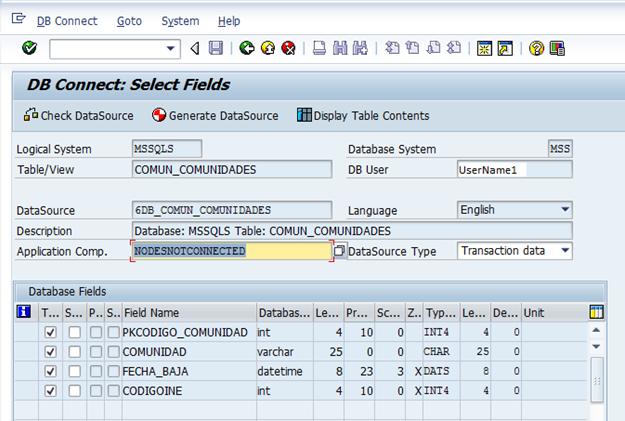 DB Connect Goto System Help
DB Connect: Select Fields
Check DataSource Generate DataSource Display Table Contents
Logical System MSSQLS Database System MSS
Table/View COMUN_COMUNIDADES DB User UserName1
DataSource 6DB_COMUN_COMUNIDADES Language English
Description Database: MSSQLS Table: COMUN_COMUNIDADES
Application Comp. NODESNOTCONNECTED DataSource Type Transaction data
Database Fields
T... S... P... S... Field Name Databas... Le... Pr... Sc... Z... Typ... Le... De... Unit
PKCODIGO_COMUNIDAD int 4 10 0 INT4 4 0
COMUNIDAD varchar 25 0 0 CHAR 25 0
FECHA_BAJA datetime 8 23 3 X DATS 8 0
CODIGOINE int 4 10 0 X INT4 4 0